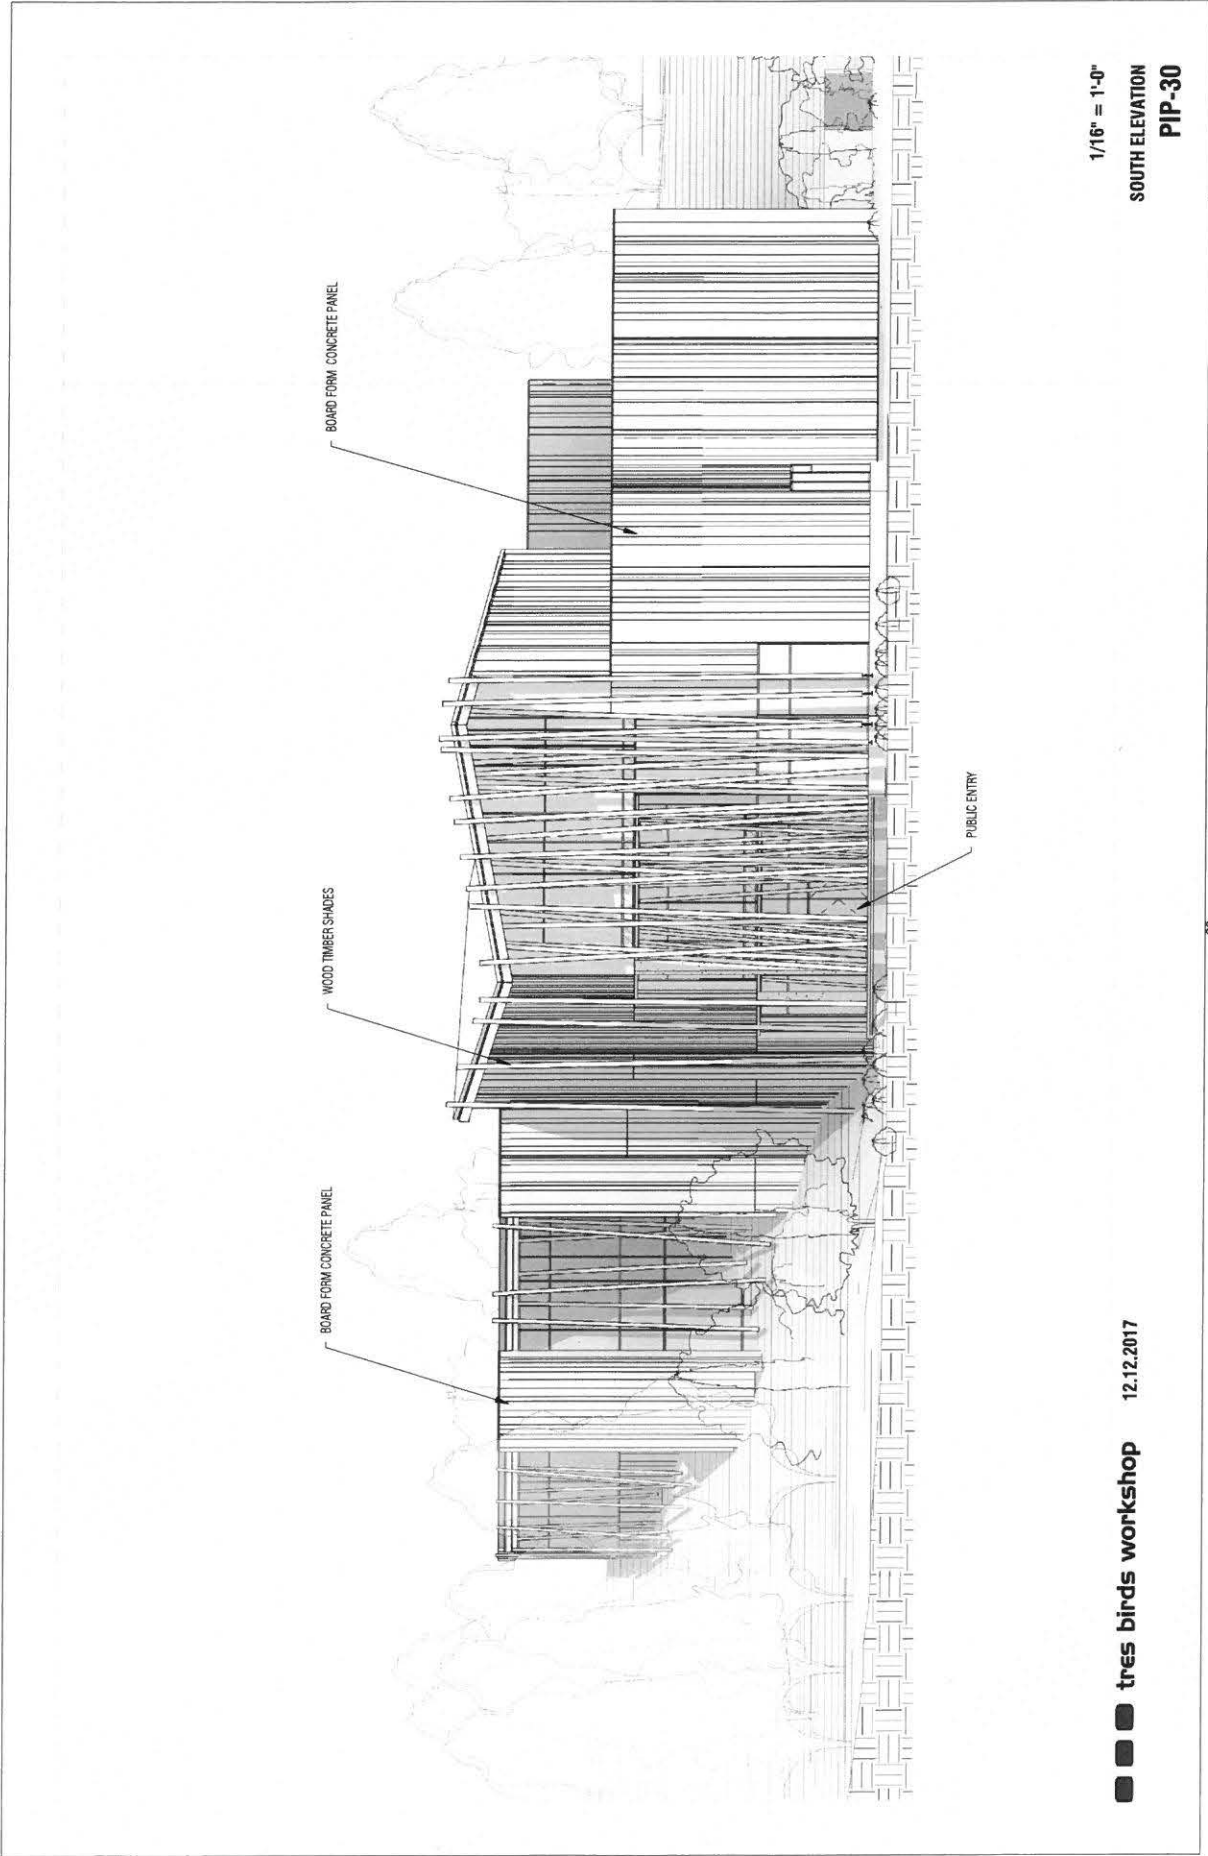 BOARD FORM CONCRETE PANEL
WOOD TIMBER SHADES
BOARD FORM CONCRETE PANEL
PUBLIC ENTRY
tres birds workshop 12.12.2017
1/16" = 1'-0"
SOUTH ELEVATION
PIP-30